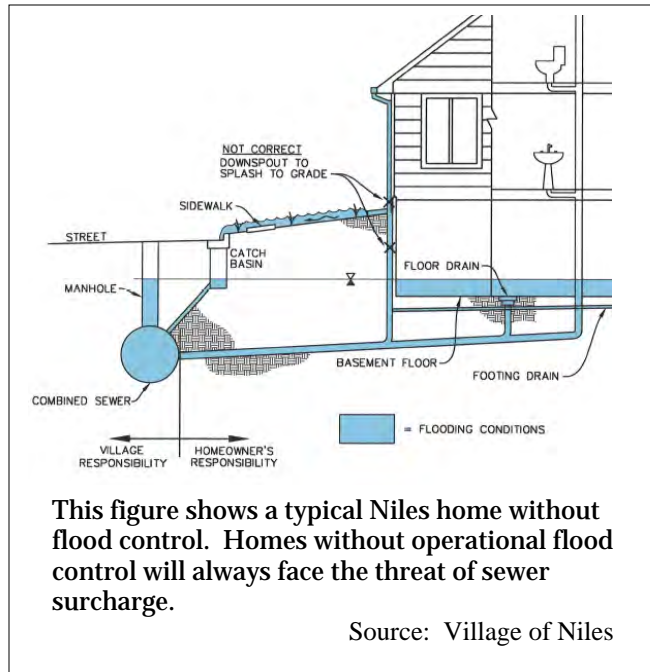 NOT CORRECT
DOWNSPOUT TO
SPLASH TO GRADE
SIDEWALK
STREET
CATCH
BASIN
FLOOR DRAIN
MANHOLE
BASEMENT FLOOR
FOOTING DRAIN
COMBINED SEWER
= FLOODING CONDITIONS
VILLAGE
RESPONSIBILITY
HOMEOWNER'S
RESPONSIBILITY
This figure shows a typical Niles home without
flood control. Homes without operational flood
control will always face the threat of sewer
surcharge.
Source: Village of Niles